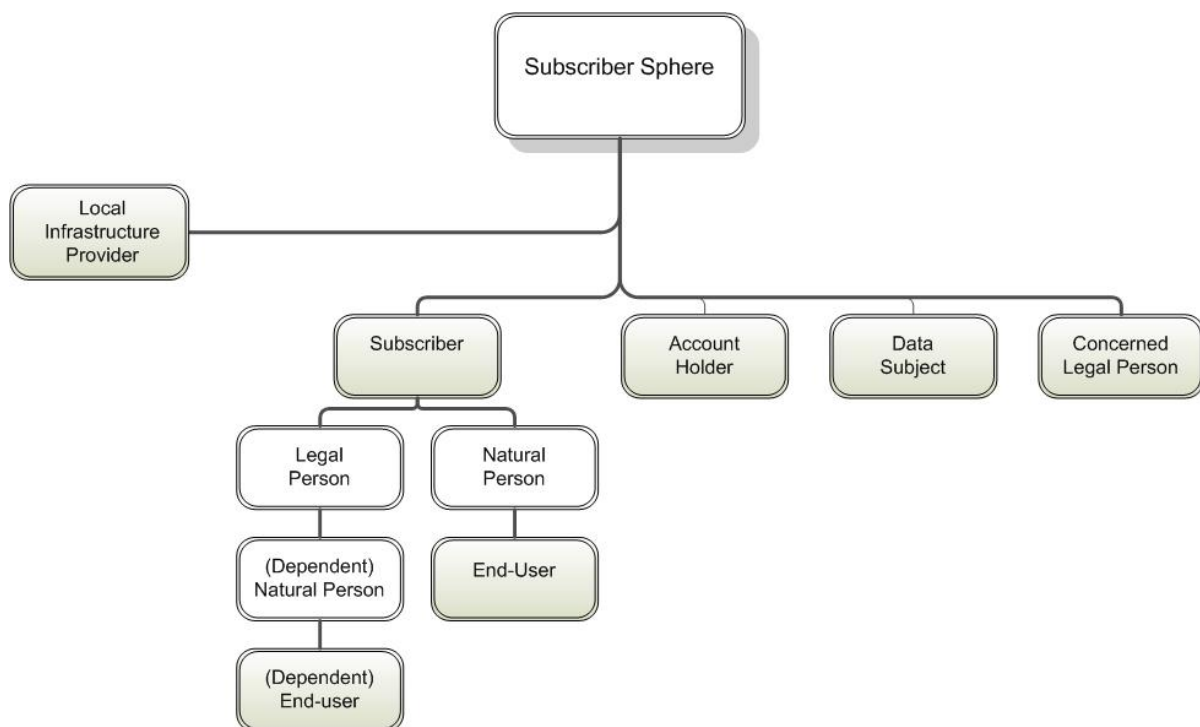 Subscriber Sphere
Local
Infrastructure
Provider
Subscriber
Account
Holder
Data
Subject
Concerned
Legal Person
Legal
Person
Natural
Person
(Dependent)
Natural Person
End-User
(Dependent)
End-user